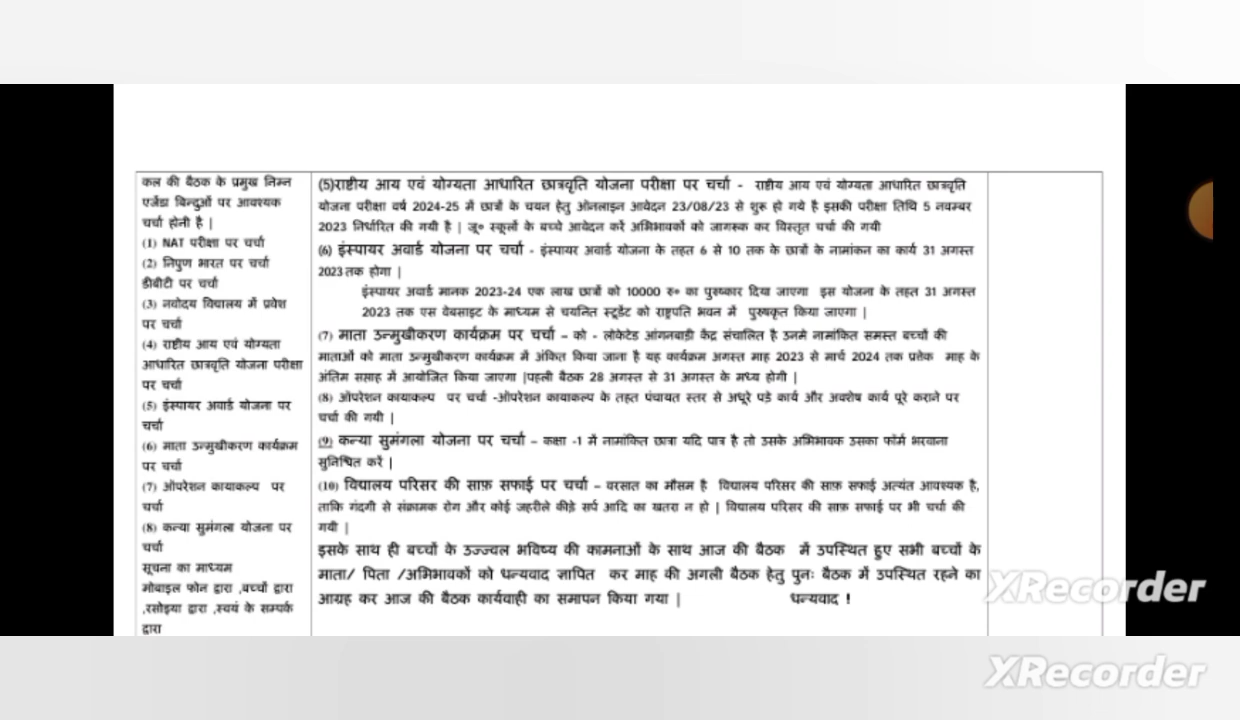 कल की बैठक के प्रमुख निम्न
एजेंडा बिन्दुओं पर आवश्यक
चर्चा होनी है |
(1) NAT परीक्षा पर चर्चा
(2) निपुण भारत पर चर्चा
डीबीटी पर चर्चा
(3) नवोदय विद्यालय में प्रवेश
पर चर्चा
(4) राष्टीय आय एवं योग्यता
आधारित छात्रवृति योजना परीक्षा
पर चर्चा
(5) इंस्पायर अवार्ड योजना पर
चर्चा
(6) माता उन्मुखीकरण कार्यक्रम
पर चर्चा
(7) ओपरेशन कायाकल्प पर
चर्चा
(8) कन्या सुमंगला योजना पर
चर्चा
सूचना का माध्यम
मोबाइल फोन द्वारा ,बच्चों द्वारा
,रसोइया द्वारा ,स्वयं के सम्पर्क
द्वारा
(5)राष्टीय आय एवं योग्यता आधारित छात्रवृति योजना परीक्षा पर चर्चा - राष्टीय आय एवं योग्यता आधारित छात्रवृति
योजना परीक्षा वर्ष 2024-25 में छात्रों के चयन हेतु ओनलाइन आवेदन 23/08/23 से शुरू हो गये है इसकी परीक्षा तिथि 5 नवम्बर
2023 निर्धारित की गयी है | जू० स्कूलों के बच्चे आवेदन करें अभिभावकों को जागरूक कर विस्तृत चर्चा की गयी
(6) इंस्पायर अवार्ड योजना पर चर्चा - इंस्पायर अवार्ड योजना के तहत 6 से 10 तक के छात्रों के नामांकन का कार्य 31 अगस्त
2023 तक होगा |
इंस्पायर अवार्ड मानक 2023-24 एक लाख छात्रों को 10000 रु० का पुरुष्कार दिया जाएगा इस योजना के तहत 31 अगस्त
2023 तक एस वेबसाइट के माध्यम से चयनित स्टूडेंट को राष्ट्रपति भवन में पुरुषकृत किया जाएगा |
(7) माता उन्मुखीकरण कार्यक्रम पर चर्चा – को - लोकेटेड आंगनबाड़ी केंद्र संचालित है उनमे नामांकित समस्त बच्चों की
माताओं को माता उन्मुखीकरण कार्यक्रम में अंकित किया जाना है यह कार्यक्रम अगस्त माह 2023 से मार्च 2024 तक प्रतेक माह के
अंतिम सप्ताह में आयोजित किया जाएगा |पहली बैठक 28 अगस्त से 31 अगस्त के मध्य होगी |
(8) ओपरेशन कायाकल्प पर चर्चा -ऑपरेशन कायाकल्प के तहत पंचायत स्तर से अधूरे पड़े कार्य और अवशेष कार्य पूरे कराने पर
चर्चा की गयी |
(9) कन्या सुमंगला योजना पर चर्चा – कक्षा -1 में नामांकित छात्रा यदि पात्र है तो उसके अभिभावक उसका फॉर्म भरवाना
सुनिश्चित करें |
(10) विद्यालय परिसर की साफ़ सफाई पर चर्चा – वरसात का मौसम है विद्यालय परिसर की साफ़ सफाई अत्यंत आवश्यक है,
ताकि गंदगी से संक्रामक रोग और कोई जहरीले कीड़े सर्प आदि का खतरा न हो | विद्यालय परिसर की साफ़ सफाई पर भी चर्चा की
गयी |
इसके साथ ही बच्चों के उज्ज्वल भविष्य की कामनाओं के साथ आज की बैठक में उपस्थित हुए सभी बच्चों के
माता/ पिता /अभिभावकों को धन्यवाद ज्ञापित कर माह की अगली बैठक हेतु पुनः बैठक में उपस्थित रहने का
आग्रह कर आज की बैठक कार्यवाही का समापन किया गया | धन्यवाद !
XRecorder
XRecorder